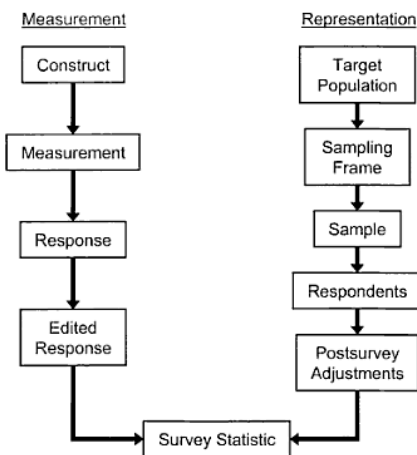 Measurement
Construct
Measurement
Response
Edited
Response
Representation
Target
Population
Sampling
Frame
Sample
Respondents
Postsurvey
Adjustments
Survey Statistic